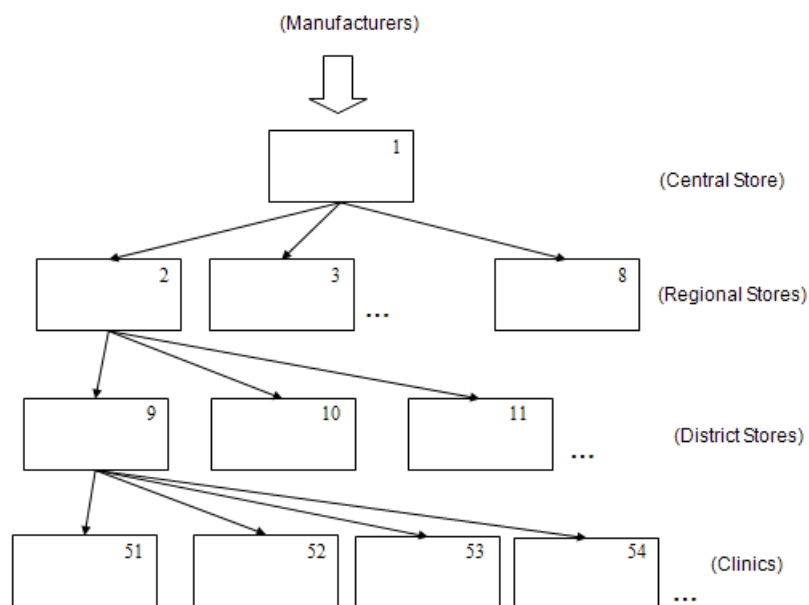 (Manufacturers)
1
(Central Store)
2
3
...
8
(Regional Stores)
9
10
11
...
(District Stores)
51
52
53
54
...
(Clinics)